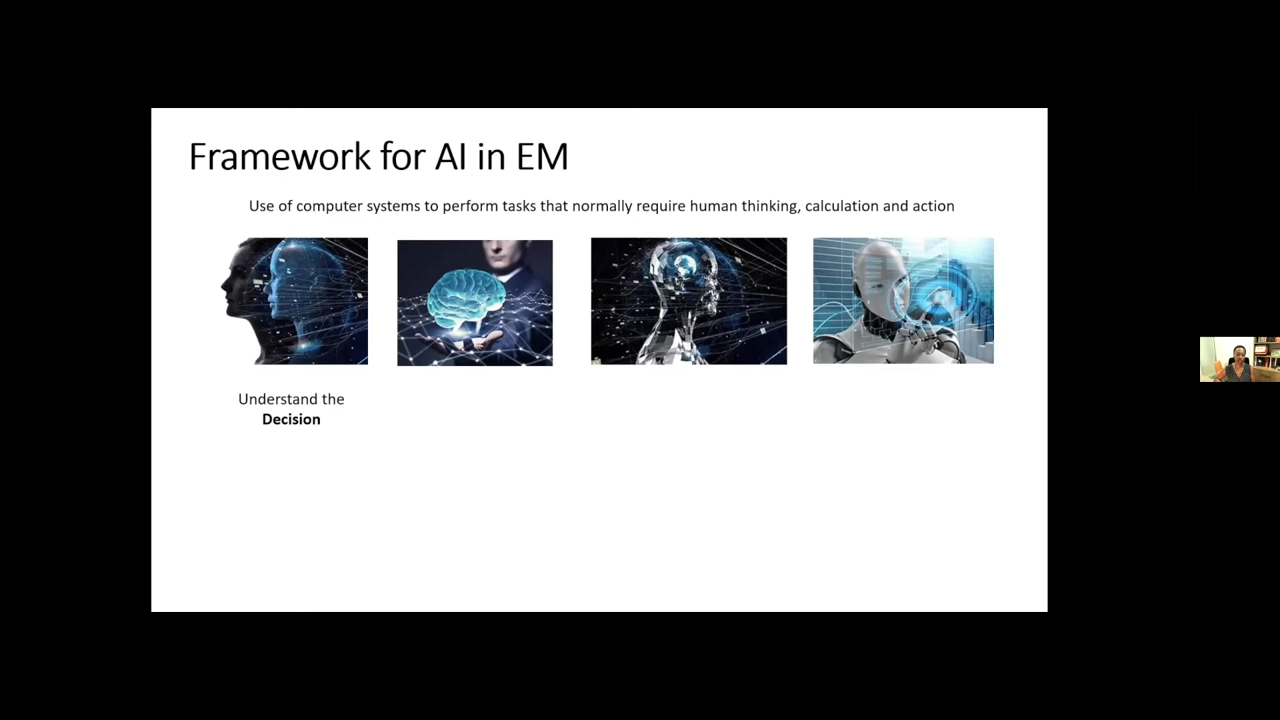 Framework for AI in EM
Use of computer systems to perform tasks that normally require human thinking, calculation and action
Understand the
Decision